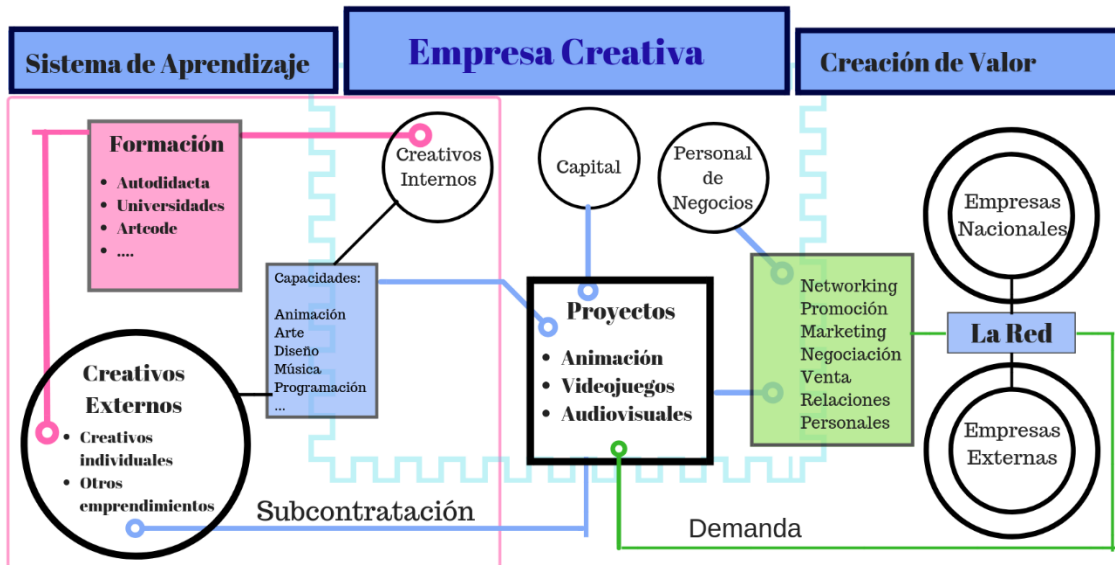 Sistema de Aprendizaje
Empresa Creativa
Creación de Valor
Formación
• Autodidacta
• Universidades
• Artcode
• ....
Creativos
Internos
Capital
Personal
de
Negocios
Empresas
Nacionales
Capacidades:
Animación
Arte
Diseño
Música
Programación
...
Proyectos
• Animación
• Videojuegos
• Audiovisuales
Networking
Promoción
Marketing
Negociación
Venta
Relaciones
Personales
La Red
Creativos
Externos
• Creativos
individuales
• Otros
emprendimientos
Empresas
Externas
Subcontratación
Demanda